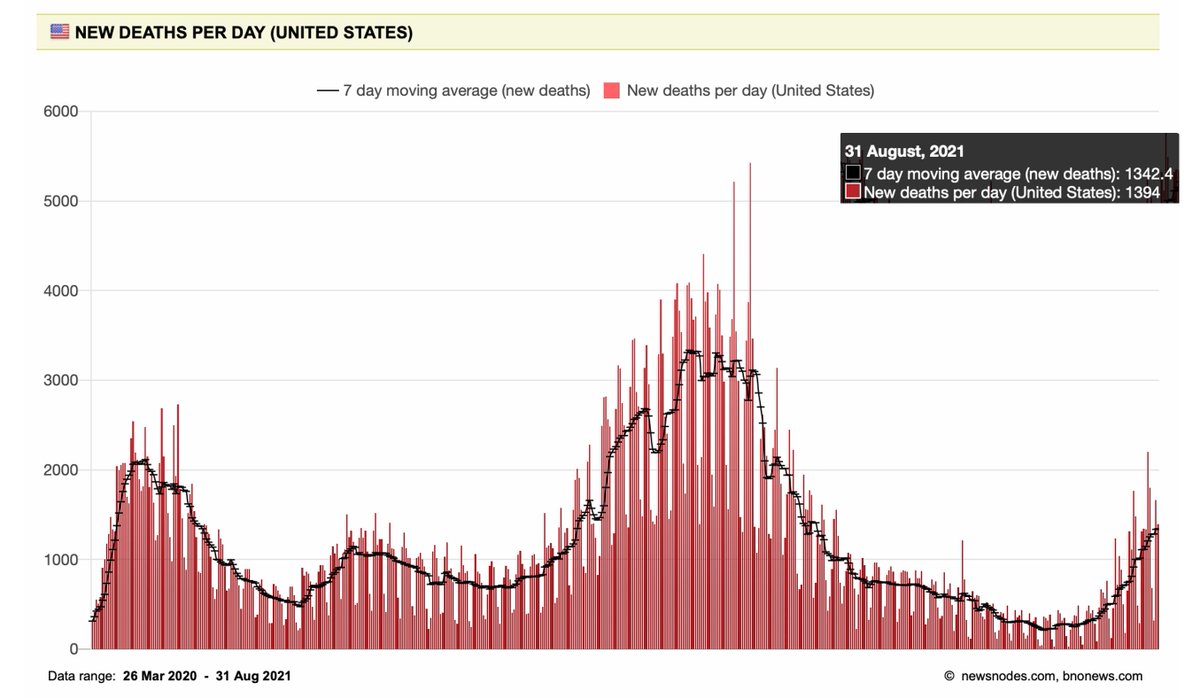 NEW DEATHS PER DAY (UNITED STATES)
7 day moving average (new deaths) New deaths per day (United States)
6000
31 August, 2021
7 day moving average (new deaths): 1342.4
New deaths per day (United States): 1394
5000
4000
3000
2000
1000
0
Data range: 26 Mar 2020 - 31 Aug 2021 © newsnodes.com, bnonews.com